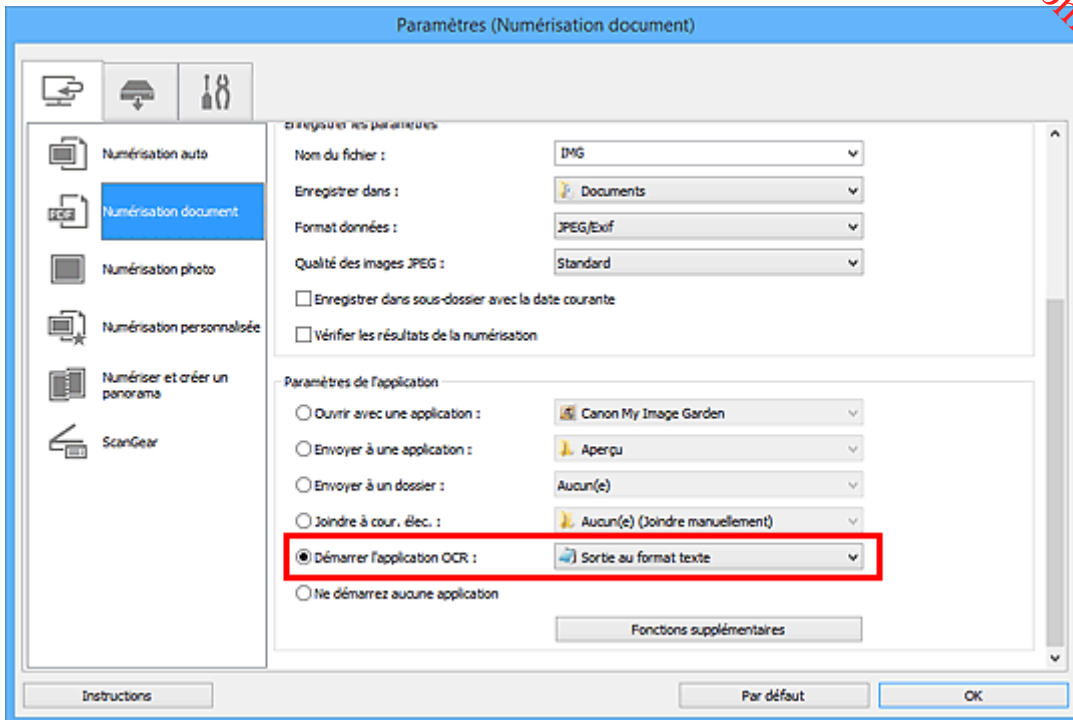 Paramètres (Numérisation document)
Numérisation auto
Numérisation document
Numérisation photo
Numérisation personnalisée
Numériser et créer un
panorama
ScanGear
Enregistrer les paramètres
Nom du fichier : IMG
Enregistrer dans : Documents
Format données : JPEG/Exif
Qualité des images JPEG : Standard
Enregistrer dans sous-dossier avec la date courante
Vérifier les résultats de la numérisation
Paramètres de l'application
Ouvrir avec une application : Canon My Image Garden
Envoyer à une application : Aperçu
Envoyer à un dossier : Aucun(e)
Joindre à cour. élec. : Aucun(e) (Joindre manuellement)
Démarrer l'application OCR : Sortie au format texte
Ne démarrez aucune application
Fonctions supplémentaires
Instructions
Par défaut
OK